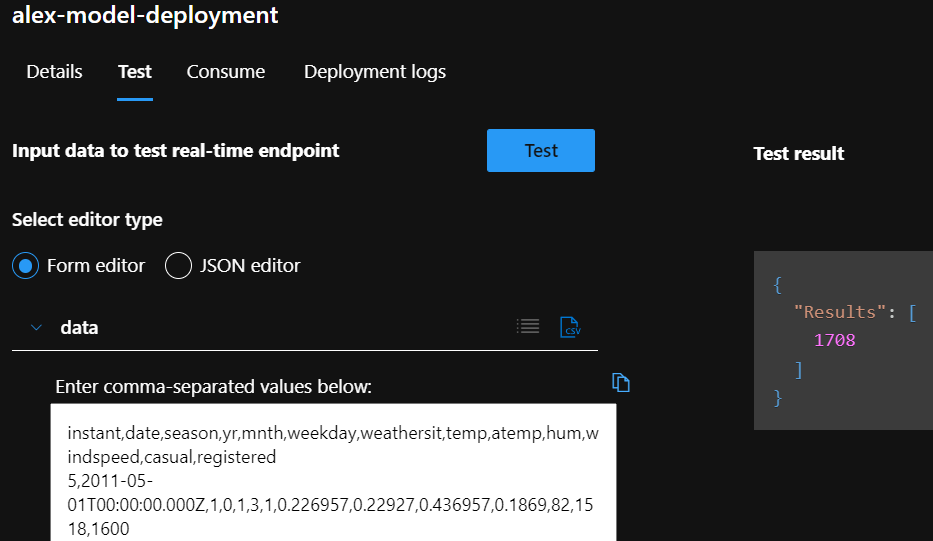 alex-model-deployment
Details Test Consume Deployment logs
Input data to test real-time endpoint
Test
Test result
Select editor type
Form editor JSON editor
data
CSV
Enter comma-separated values below:
instant,date,season,yr,mnth,weekday,weathersit,temp,atemp,hum,w
indspeed,casual,registered
5,2011-05-
01T00:00:00.000Z,1,0,1,3,1,0.226957,0.22927,0.436957,0.1869,82,15
18,1600
{
"Results": [
1708
]
}